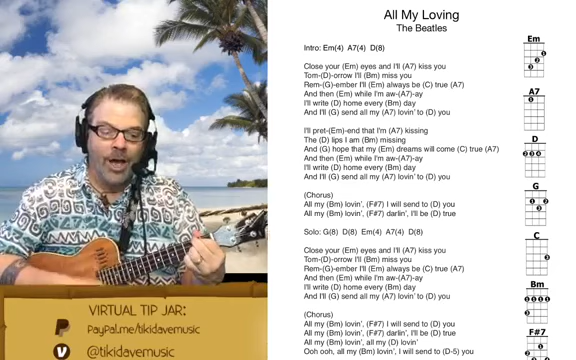 All My Loving
The Beatles
Intro: Em(4) A7(4) D(8)
Close your (Em) eyes and I'll (A7) kiss you
Tom-(D)-orrow I'll (Bm) miss you
Rem-(G)-ember I'll (Em) always be (C) true (A7)
And then (Em) while I'm aw-(A7)-ay
I'll write (D) home every (Bm) day
And I'll (G) send all my (A7) lovin' to (D) you
I'll pret-(Em)-end that I'm (A7) kissing
The (D) lips I am (Bm) missing
And (G) hope that my (Em) dreams will come (C) true (A7)
And then (Em) while I'm aw-(A7)-ay
I'll write (D) home every (Bm) day
And I'll (G) send all my (A7) lovin' to (D) you
(Chorus)
All my (Bm) lovin', (F#7) I will send to (D) you
All my (Bm) lovin', (F#7) darlin', I'll be (D) true
Solo: G(8) D(8) Em(4) A7(4) D(8)
Close your (Em) eyes and I'll (A7) kiss you
Tom-(D)-orrow I'll (Bm) miss you
Rem-(G)-ember I'll (Em) always be (C) true (A7)
And then (Em) while I'm aw-(A7)-ay
I'll write (D) home every (Bm) day
And I'll (G) send all my (A7) lovin' to (D) you
(Chorus)
All my (Bm) lovin', (F#7) I will send to (D) you
All my (Bm) lovin', (F#7) darlin', I'll be (D) true
All my (Bm) lovin', all my (D) lovin'
Ooh ooh, all my (Bm) lovin', I will send to (D-5) you
Em
A7
D
G
C
Bm
F#7
VIRTUAL TIP JAR:
PayPal.me/tikidavemusic
@tikidavemusic